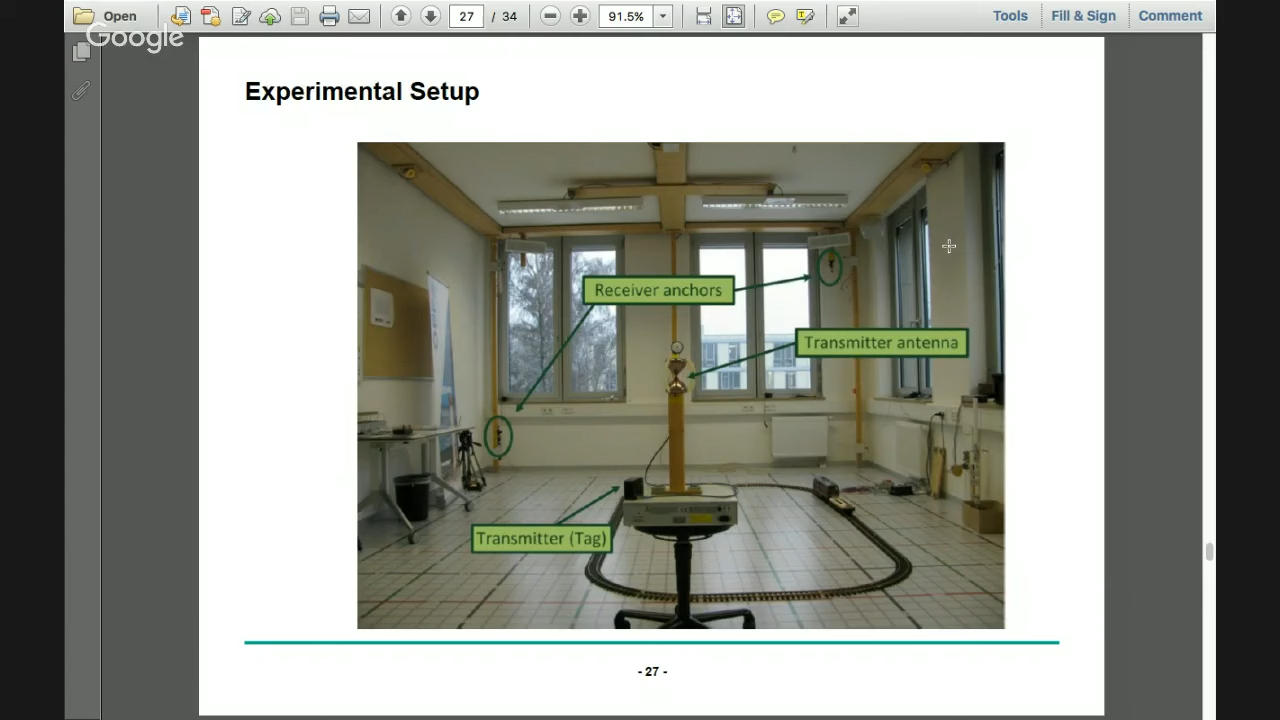 Open
27 / 34
91.5%
Tools
Fill & Sign
Comment
Google
Experimental Setup
Receiver anchors
Transmitter antenna
Transmitter (Tag)
- 27 -